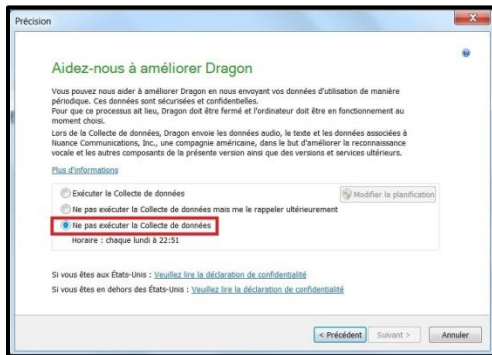 Précision
Aidez-nous à améliorer Dragon
Vous pouvez nous aider à améliorer Dragon en nous envoyant vos données d'utilisation de manière
périodique. Ces données sont sécurisées et confidentielles.
Pour que ce processus ait lieu, Dragon doit être fermé et l'ordinateur doit être en fonctionnement au
moment choisi.
Lors de la Collecte de données, Dragon envoie les données audio, le texte et les données associées à
Nuance Communications, Inc., une compagnie américaine, dans le but d'améliorer la reconnaissance
vocale et les autres composants de la présente version ainsi que des versions et services ultérieurs.
Plus d'informations
Exécuter la Collecte de données
Modifier la planification
Ne pas exécuter la Collecte de données mais me le rappeler ultérieurement
Ne pas exécuter la Collecte de données
Horaire : chaque lundi à 22:51
Si vous êtes aux États-Unis : Veuillez lire la déclaration de confidentialité
Si vous êtes en dehors des États-Unis : Veuillez lire la déclaration de confidentialité
< Précédent Suivant > Annuler